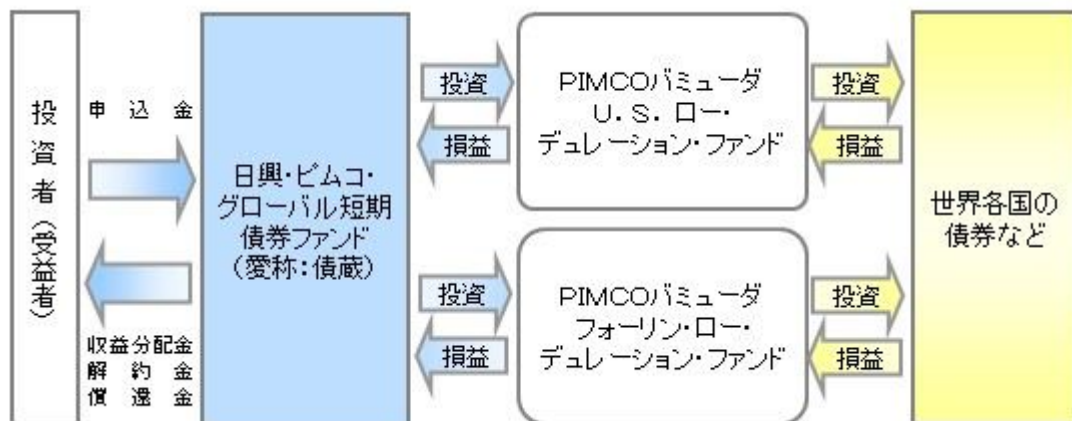 投資者(受益者)
申込金
収益分配金
解約金
償還金
日興・ピムコ・
グローバル短期
債券ファンド
(愛称:債蔵)
投資
損益
投資
損益
PIMCOバミューダ
U.S.ロー・
デュレーション・ファンド
PIMCOバミューダ
フォーリン・ロー・
デュレーション・ファンド
投資
損益
投資
損益
世界各国の
債券など